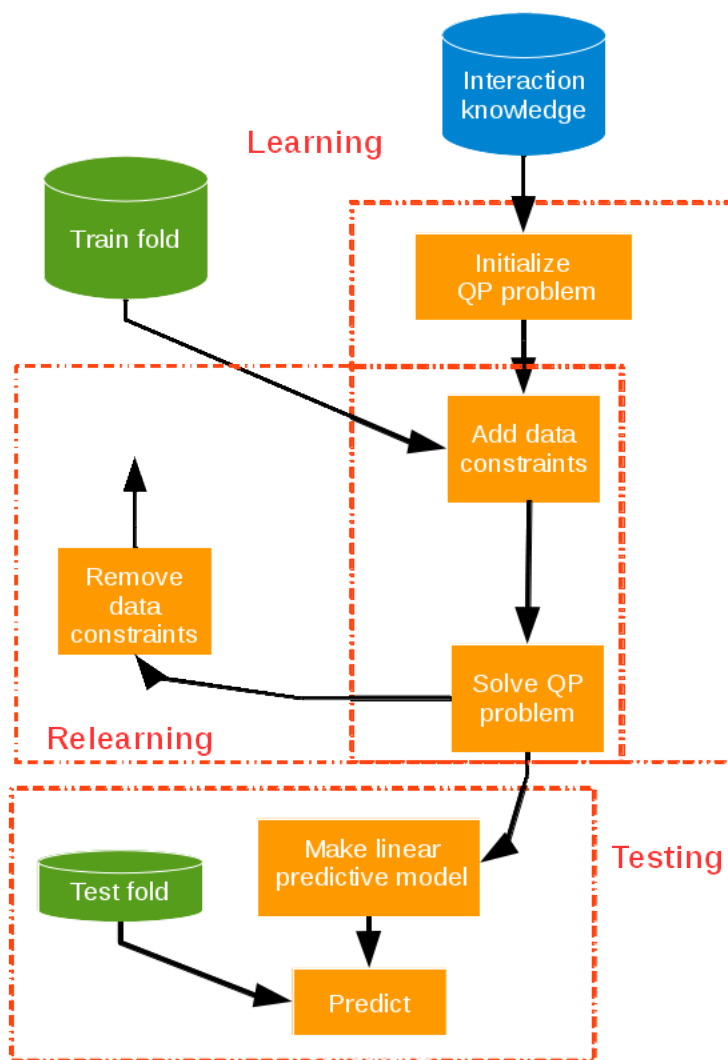 Interaction
knowledge
Learning
Train fold
Initialize
QP problem
Add data
constraints
Remove
data
constraints
Solve QP
problem
Relearning
Make linear
predictive model
Testing
Test fold
Predict